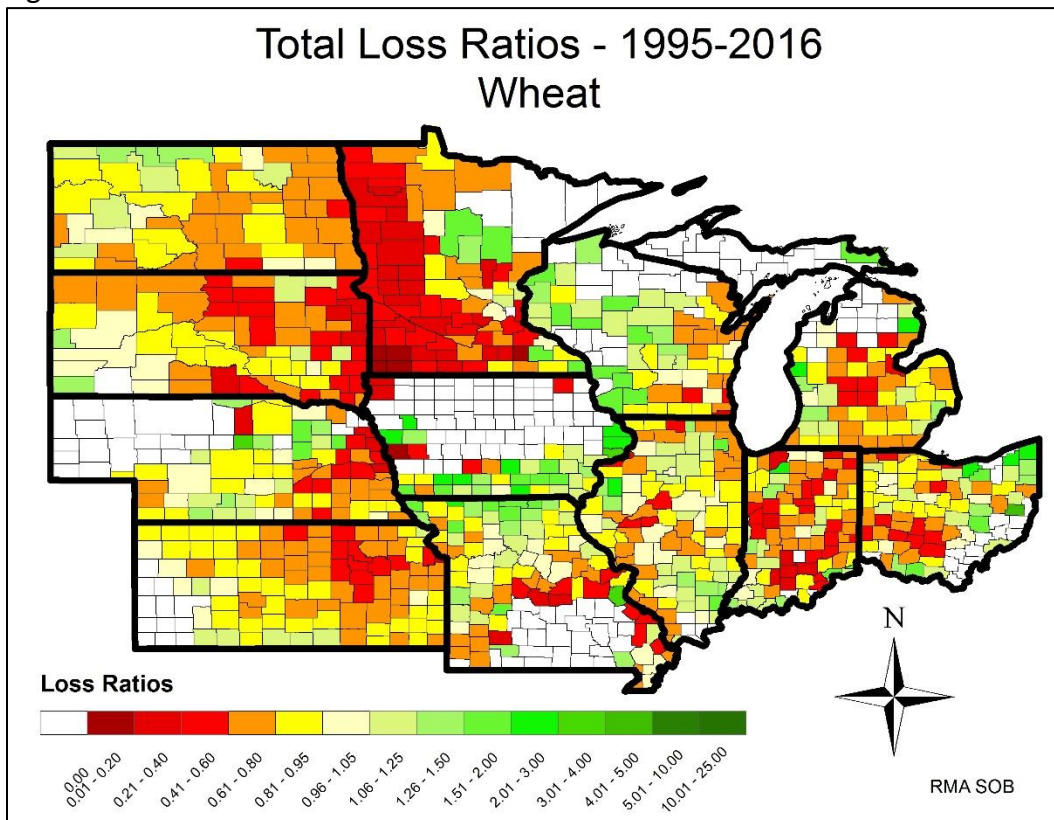 Total Loss Ratios - 1995-2016
Wheat
N
Loss Ratios
0.00
0.01 - 0.20
0.21 - 0.40
0.41 - 0.60
0.61 - 0.80
0.81 - 0.95
0.96 - 1.05
1.06 - 1.25
1.26 - 1.50
1.51 - 2.00
2.01 - 3.00
3.01 - 4.00
4.01 - 5.00
5.01 - 10.00
10.01 - 25.00
RMA SOB